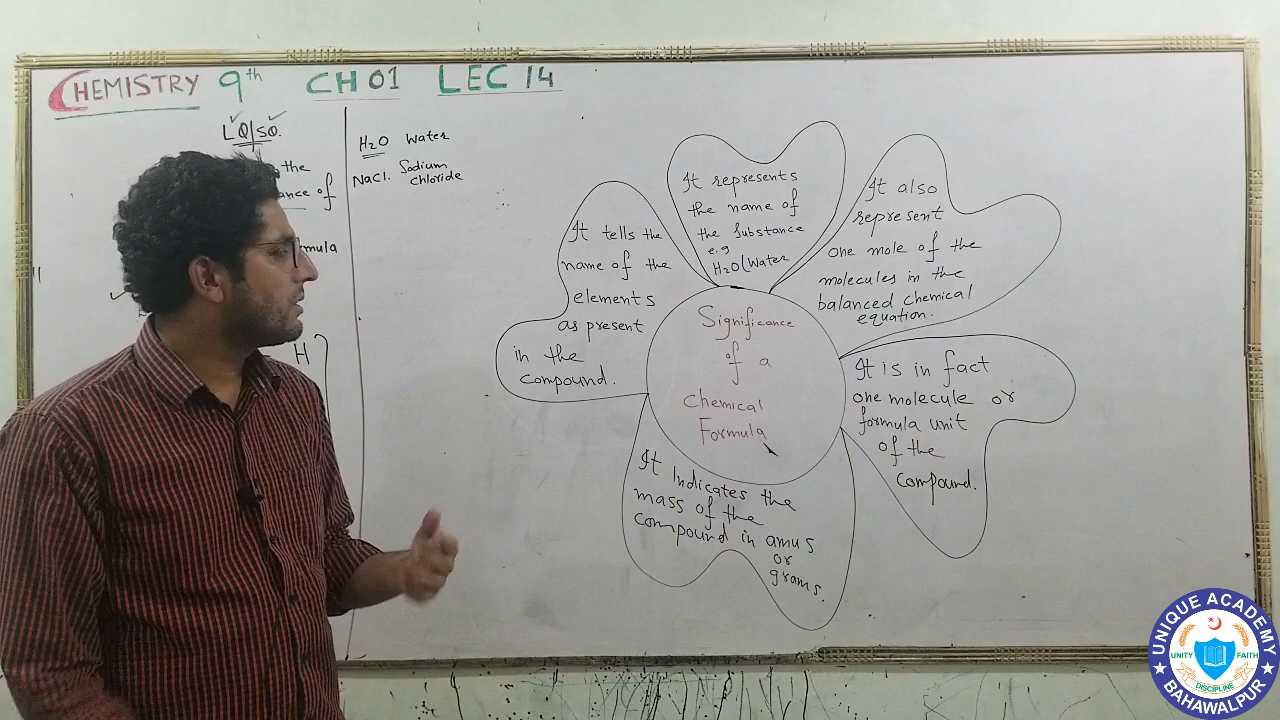 CHEMISTRY 9th CH 01 LEC 14
LQ/SQ.
the
ance of
mula
H
H₂O Water
NaCl. Sodium
chloride
It tells the
name of the
elements
as present
in the
compound.
It represents
the name of
the Substance
e.g
H₂O(Water
It also
represent
one mole of the
molecules in the
balanced chemical
equation.
Significance
of a
Chemical
Formula
It is in fact
one molecule or
formula unit
of the
compound.
It Indicates the
mass of the
compound in amus
or
grams.
UNIQUE ACADEMY
UNITY FAITH
DISCIPLINE
BAHAWALPUR